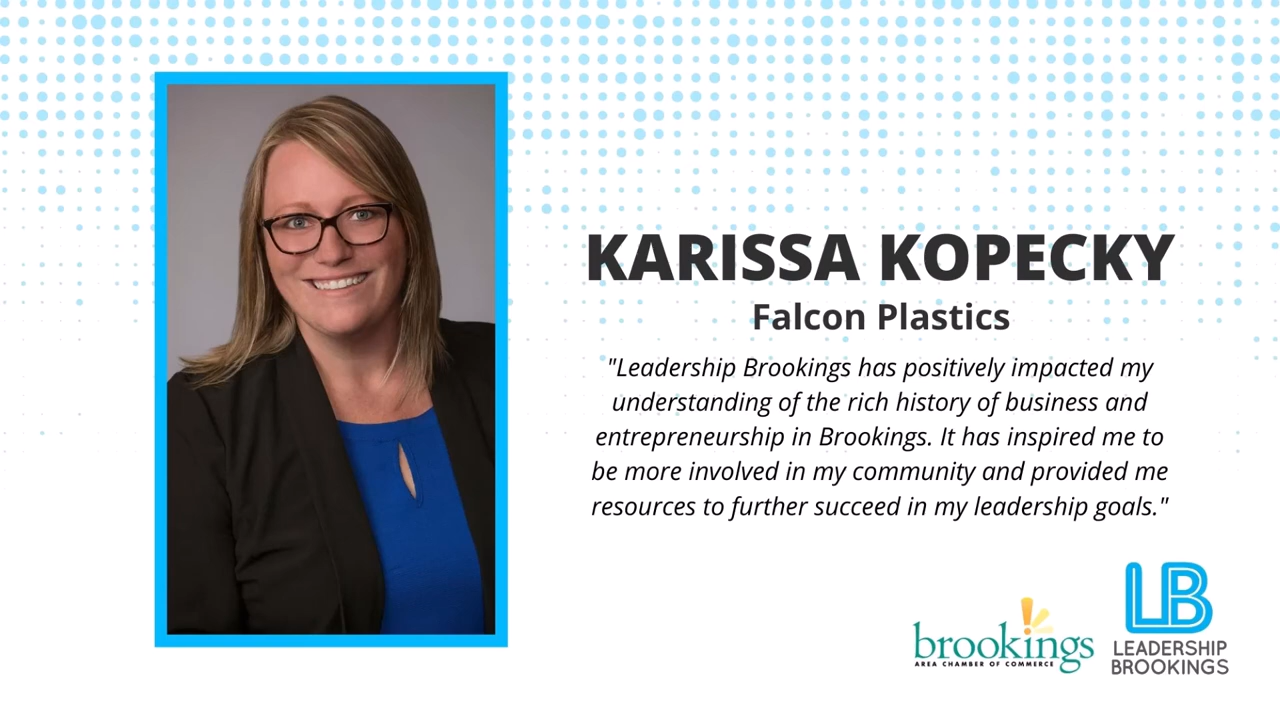 KARISSA KOPECKY
Falcon Plastics
"Leadership Brookings has positively impacted my
understanding of the rich history of business and
entrepreneurship in Brookings. It has inspired me to
be more involved in my community and provided me
resources to further succeed in my leadership goals."
brookings
AREA CHAMBER OF COMMERCE
LB
LEADERSHIP
BROOKINGS